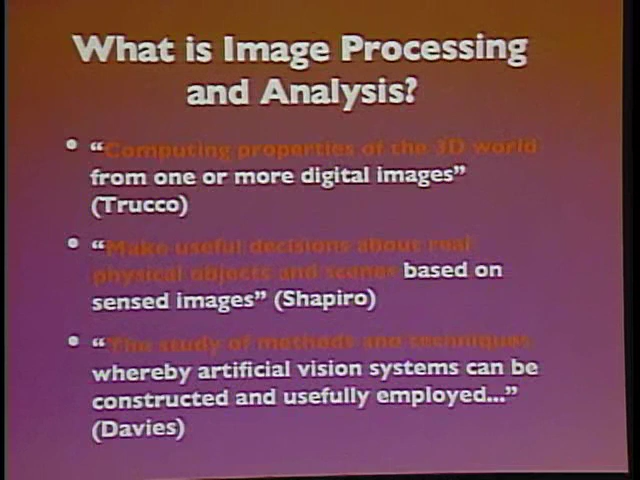 What is Image Processing
and Analysis?
• “Computing properties of the 3D world
from one or more digital images”
(Trucco)
• “Make useful decisions about real
physical objects and scenes based on
sensed images” (Shapiro)
• “The study of methods and techniques
whereby artificial vision systems can be
constructed and usefully employed...”
(Davies)